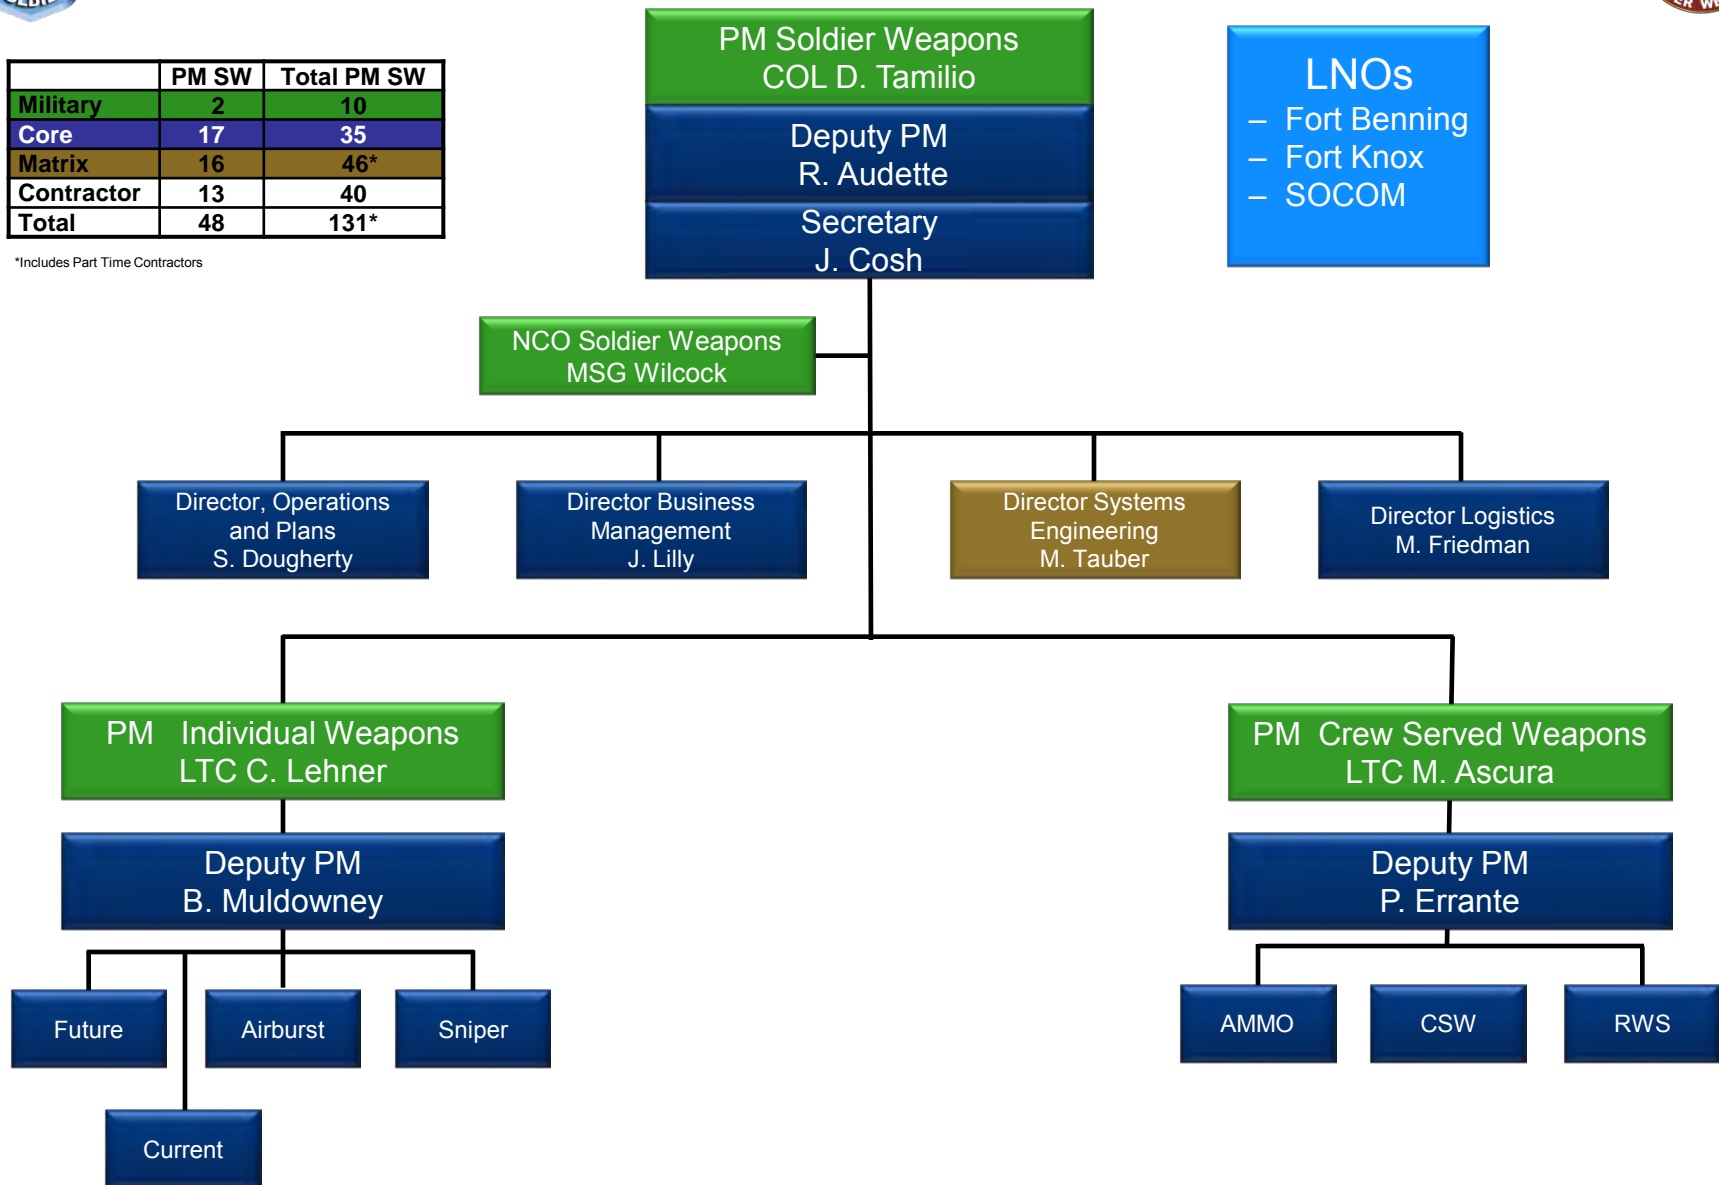 PM Soldier Weapons
COL D. Tamilio
Deputy PM
R. Audette
Secretary
J. Cosh
PM SW Total PM SW
Military 2 10
Core 17 35
Matrix 16 46*
Contractor 13 40
Total 48 131*
*Includes Part Time Contractors
LNOs
– Fort Benning
– Fort Knox
– SOCOM
NCO Soldier Weapons
MSG Wilcock
Director, Operations
and Plans
S. Dougherty
Director Business
Management
J. Lilly
Director Systems
Engineering
M. Tauber
Director Logistics
M. Friedman
PM Individual Weapons
LTC C. Lehner
PM Crew Served Weapons
LTC M. Ascura
Deputy PM
B. Muldowney
Deputy PM
P. Errante
Future
Airburst
Sniper
Current
AMMO
CSW
RWS